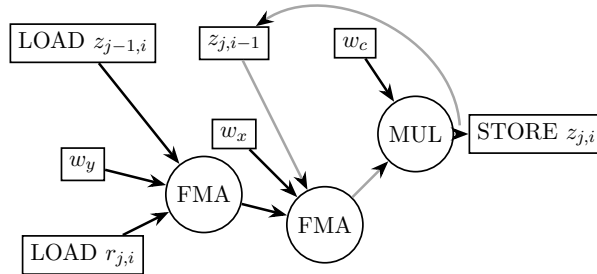 LOAD z_{j−1,i}
z_{j,i−1}
w_c
w_x
MUL
STORE z_{j,i}
w_y
FMA
FMA
LOAD r_{j,i}